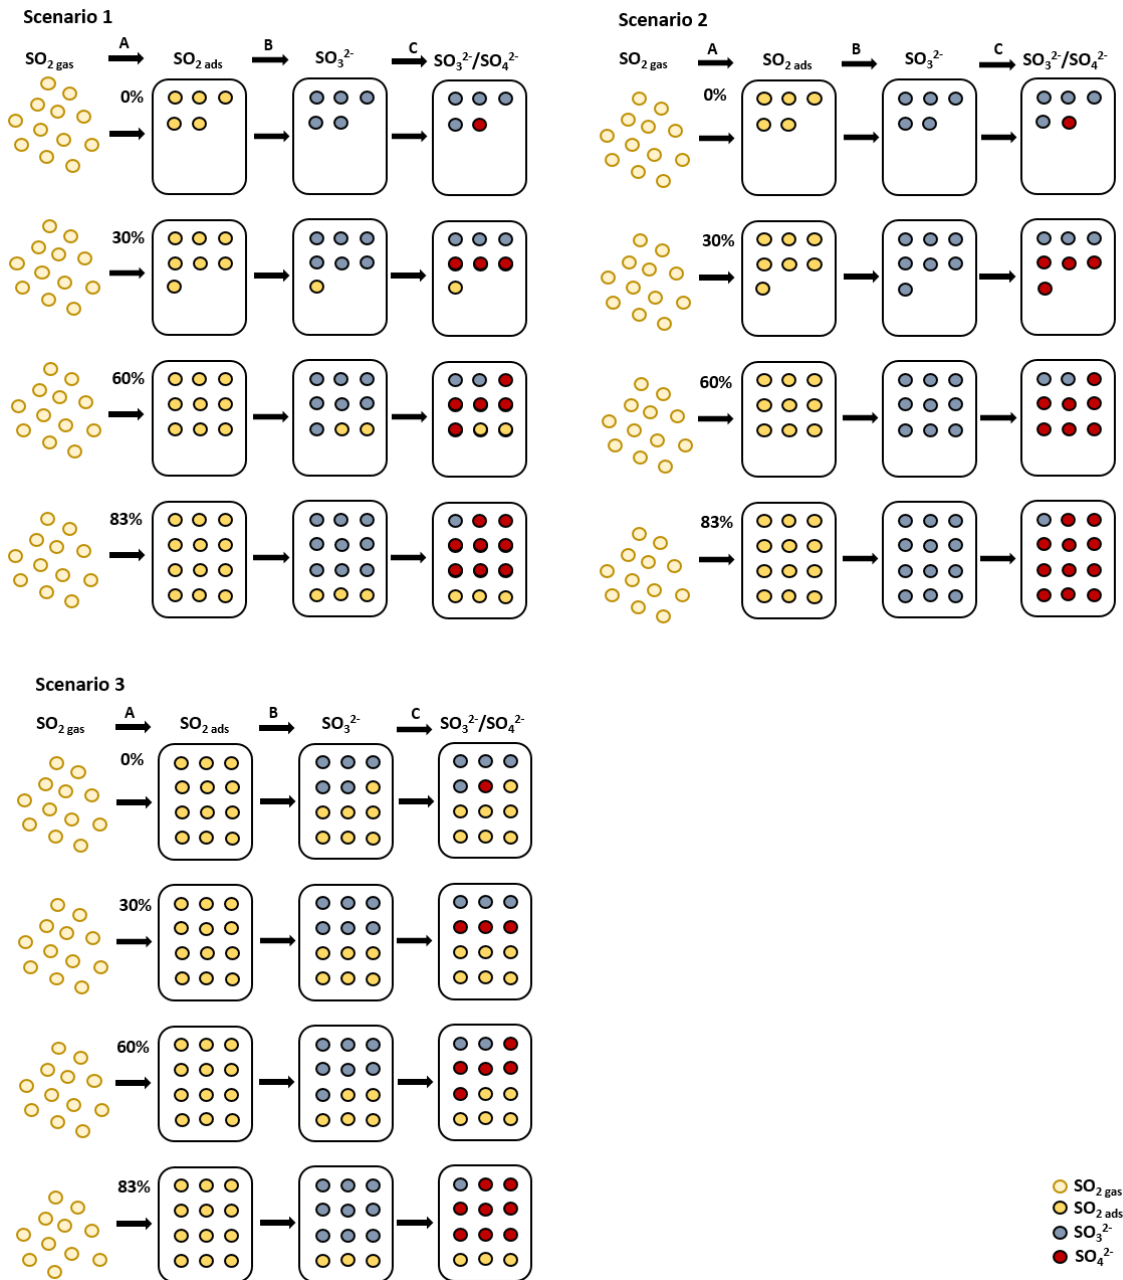 Scenario 1
SO2 gas A SO2 ads B SO3^2- C SO3^2-/SO4^2-
0%
30%
60%
83%
Scenario 2
SO2 gas A SO2 ads B SO3^2- C SO3^2-/SO4^2-
0%
30%
60%
83%
Scenario 3
SO2 gas A SO2 ads B SO3^2- C SO3^2-/SO4^2-
0%
30%
60%
83%
SO2 gas
SO2 ads
SO3^2-
SO4^2-